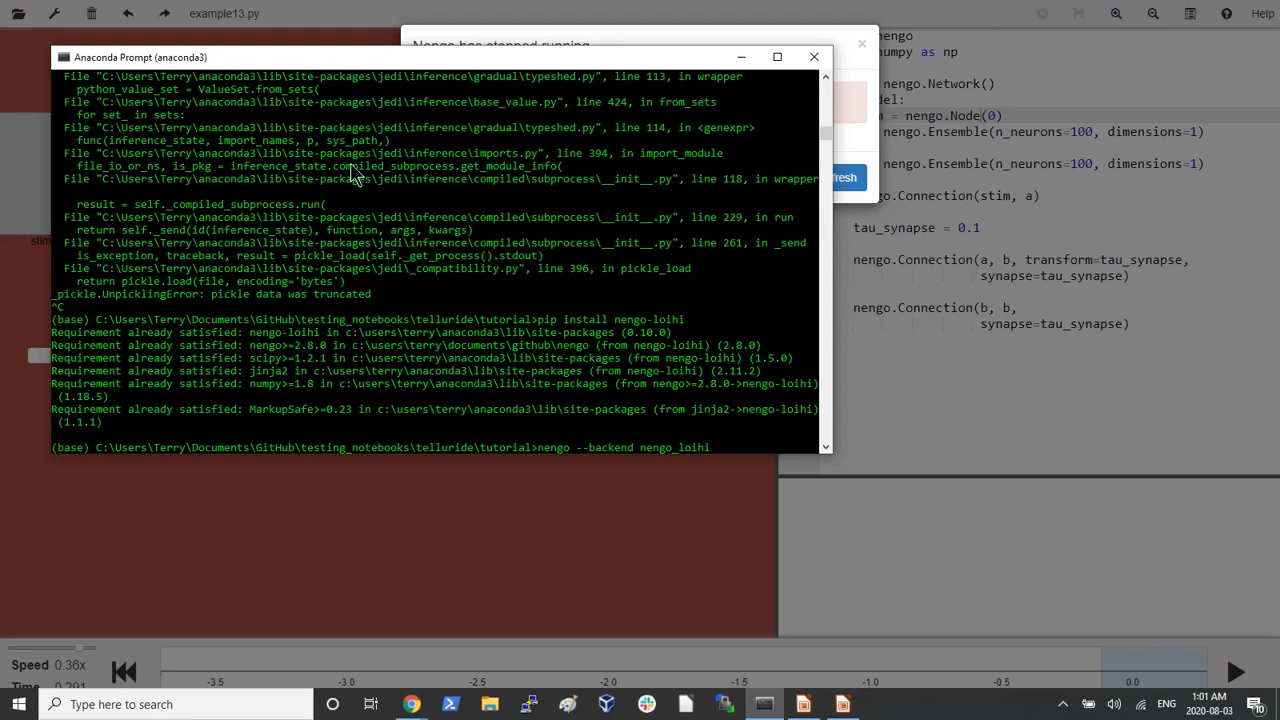 example13.py
Help
Nengo has stopped running
Anaconda Prompt (anaconda3)
File "C:\Users\Terry\anaconda3\lib\site-packages\jedi\inference\gradual\typeshed.py", line 113, in wrapper
python_value_set = ValueSet.from_sets(
File "C:\Users\Terry\anaconda3\lib\site-packages\jedi\inference\base_value.py", line 424, in from_sets
for set_ in sets:
File "C:\Users\Terry\anaconda3\lib\site-packages\jedi\inference\gradual\typeshed.py", line 114, in <genexpr>
func(inference_state, import_names, p, sys_path,)
File "C:\Users\Terry\anaconda3\lib\site-packages\jedi\inference\imports.py", line 394, in import_module
file_io_or_ns, is_pkg = inference_state.compiled_subprocess.get_module_info(
File "C:\Users\Terry\anaconda3\lib\site-packages\jedi\inference\compiled\subprocess\__init__.py", line 118, in wrapper
result = self._compiled_subprocess.run(
File "C:\Users\Terry\anaconda3\lib\site-packages\jedi\inference\compiled\subprocess\__init__.py", line 229, in run
return self._send(id(inference_state), function, args, kwargs)
File "C:\Users\Terry\anaconda3\lib\site-packages\jedi\inference\compiled\subprocess\__init__.py", line 261, in _send
is_exception, traceback, result = pickle_load(self._get_process().stdout)
File "C:\Users\Terry\anaconda3\lib\site-packages\jedi\_compatibility.py", line 396, in pickle_load
return pickle.load(file, encoding='bytes')
_pickle.UnpicklingError: pickle data was truncated
^C
(base) C:\Users\Terry\Documents\GitHub\testing_notebooks\telluride\tutorial>pip install nengo-loihi
Requirement already satisfied: nengo-loihi in c:\users\terry\anaconda3\lib\site-packages (0.10.0)
Requirement already satisfied: nengo>=2.8.0 in c:\users\terry\documents\github\nengo (from nengo-loihi) (2.8.0)
Requirement already satisfied: scipy>=1.2.1 in c:\users\terry\anaconda3\lib\site-packages (from nengo-loihi) (1.5.0)
Requirement already satisfied: jinja2 in c:\users\terry\anaconda3\lib\site-packages (from nengo-loihi) (2.11.2)
Requirement already satisfied: numpy>=1.8 in c:\users\terry\anaconda3\lib\site-packages (from nengo>=2.8.0->nengo-loihi)
(1.18.5)
Requirement already satisfied: MarkupSafe>=0.23 in c:\users\terry\anaconda3\lib\site-packages (from jinja2->nengo-loihi)
(1.1.1)
(base) C:\Users\Terry\Documents\GitHub\testing_notebooks\telluride\tutorial>nengo --backend nengo_loihi
stim
fresh
nengo
numpy as np
nengo.Network()
del:
m = nengo.Node(0)
nengo.Ensemble(n_neurons=100, dimensions=1)
nengo.Ensemble(n_neurons=100, dimensions=1)
go.Connection(stim, a)
tau_synapse = 0.1
nengo.Connection(a, b, transform=tau_synapse,
synapse=tau_synapse)
nengo.Connection(b, b,
synapse=tau_synapse)
Speed 0.36x
Time 0.291
-3.5
-3.0
-2.5
-2.0
-1.5
-1.0
-0.5
0.0
Type here to search
ENG
1:01 AM
2020-08-03